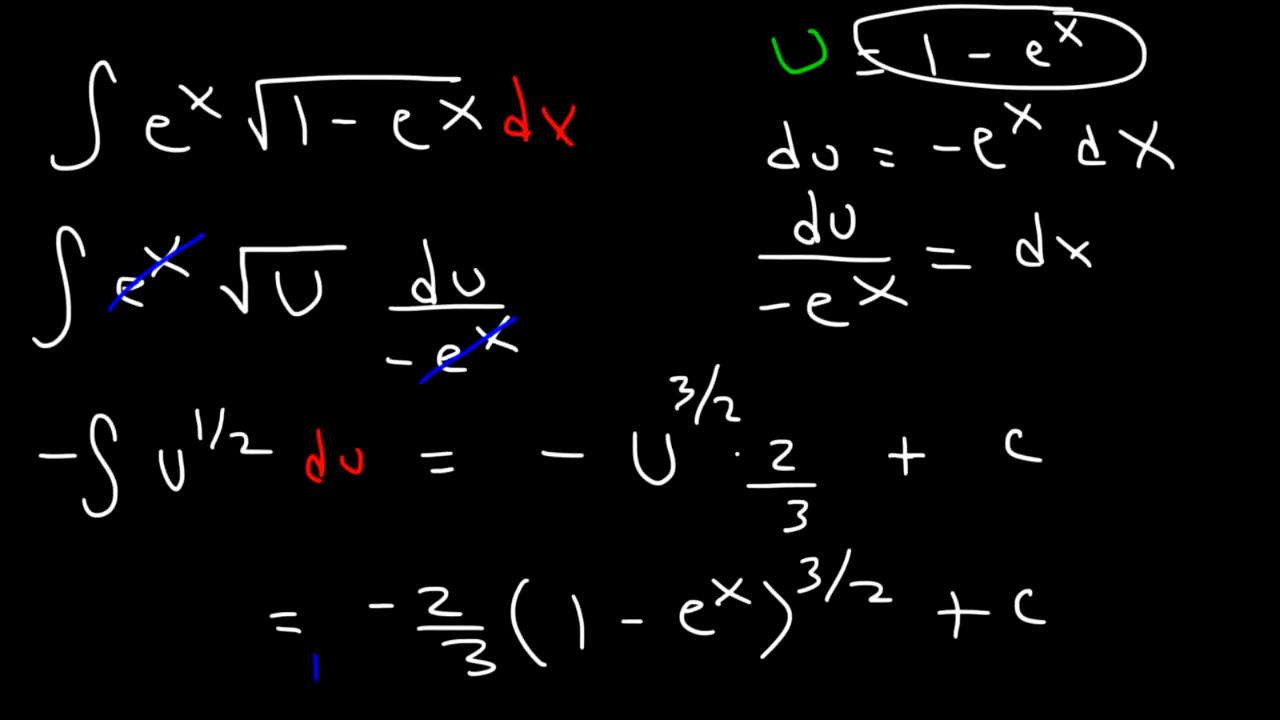 ∫ e^x √(1 - e^x) dx
U = 1 - e^x
du = -e^x dx
du/(-e^x) = dx
∫ e^x √U du/(-e^x)
-∫ U^(1/2) du = - U^(3/2) · 2/3 + C
= -2/3 (1 - e^x)^(3/2) + C